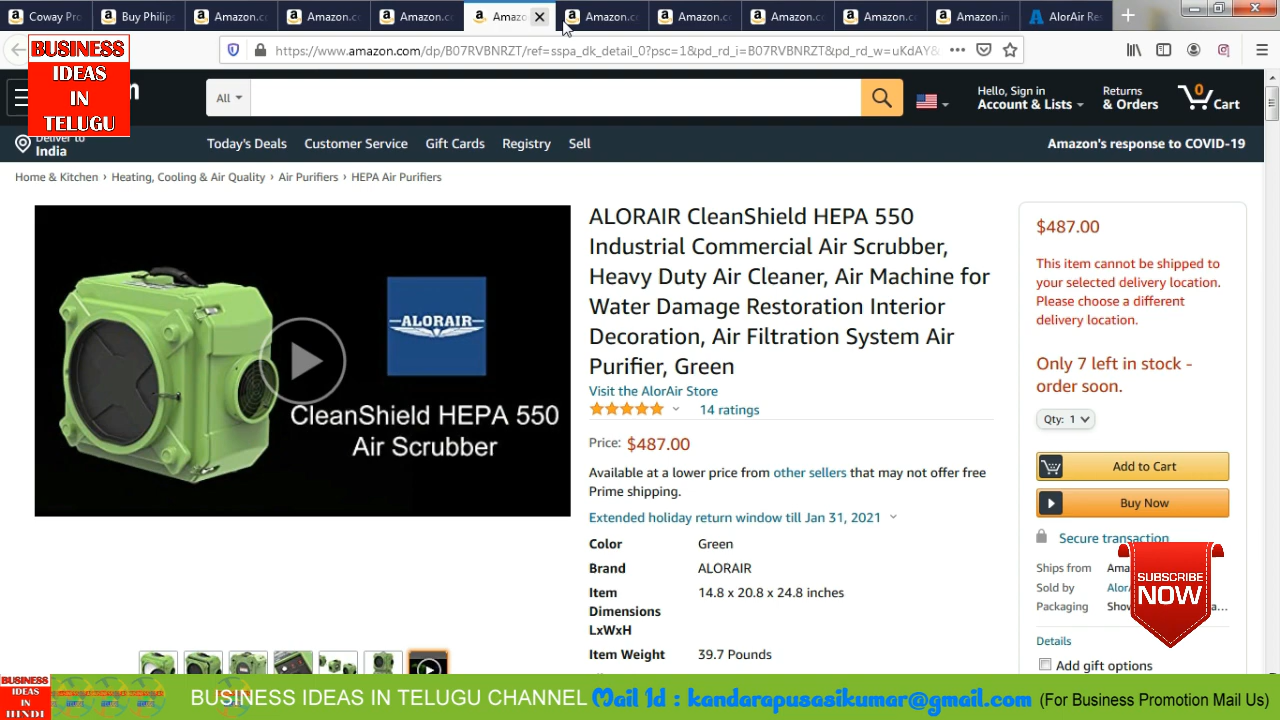 Coway Pro
Buy Philips
Amazon.co
Amazon.co
Amazon.co
Amazo
Amazon.co
Amazon.co
Amazon.co
Amazon.co
Amazon.in
AlorAir Res
https://www.amazon.com/dp/B07RVBNRZT/ref=sspa_dk_detail_0?psc=1&pd_rd_i=B07RVBNRZT&pd_rd_w=uKdAY&
BUSINESS
IDEAS
IN
TELUGU
All
Hello, Sign in
Account & Lists
Returns
& Orders
0
Cart
Deliver to
India
Today's Deals Customer Service Gift Cards Registry Sell
Amazon's response to COVID-19
Home & Kitchen › Heating, Cooling & Air Quality › Air Purifiers › HEPA Air Purifiers
ALORAIR
CleanShield HEPA 550
Air Scrubber
ALORAIR CleanShield HEPA 550
Industrial Commercial Air Scrubber,
Heavy Duty Air Cleaner, Air Machine for
Water Damage Restoration Interior
Decoration, Air Filtration System Air
Purifier, Green
Visit the AlorAir Store
14 ratings
Price: $487.00
Available at a lower price from other sellers that may not offer free
Prime shipping.
Extended holiday return window till Jan 31, 2021
Color Green
Brand ALORAIR
Item 14.8 x 20.8 x 24.8 inches
Dimensions
LxWxH
Item Weight 39.7 Pounds
$487.00
This item cannot be shipped to
your selected delivery location.
Please choose a different
delivery location.
Only 7 left in stock -
order soon.
Qty: 1
Add to Cart
Buy Now
Secure transaction
Ships from Ama
Sold by Alor
Packaging Show a...
Details
Add gift options
SUBSCRIBE
NOW
BUSINESS
IDEAS
IN
HINDI
BUSINESS IDEAS IN TELUGU CHANNEL Mail Id : kandarapusasikumar@gmail.com (For Business Promotion Mail Us)